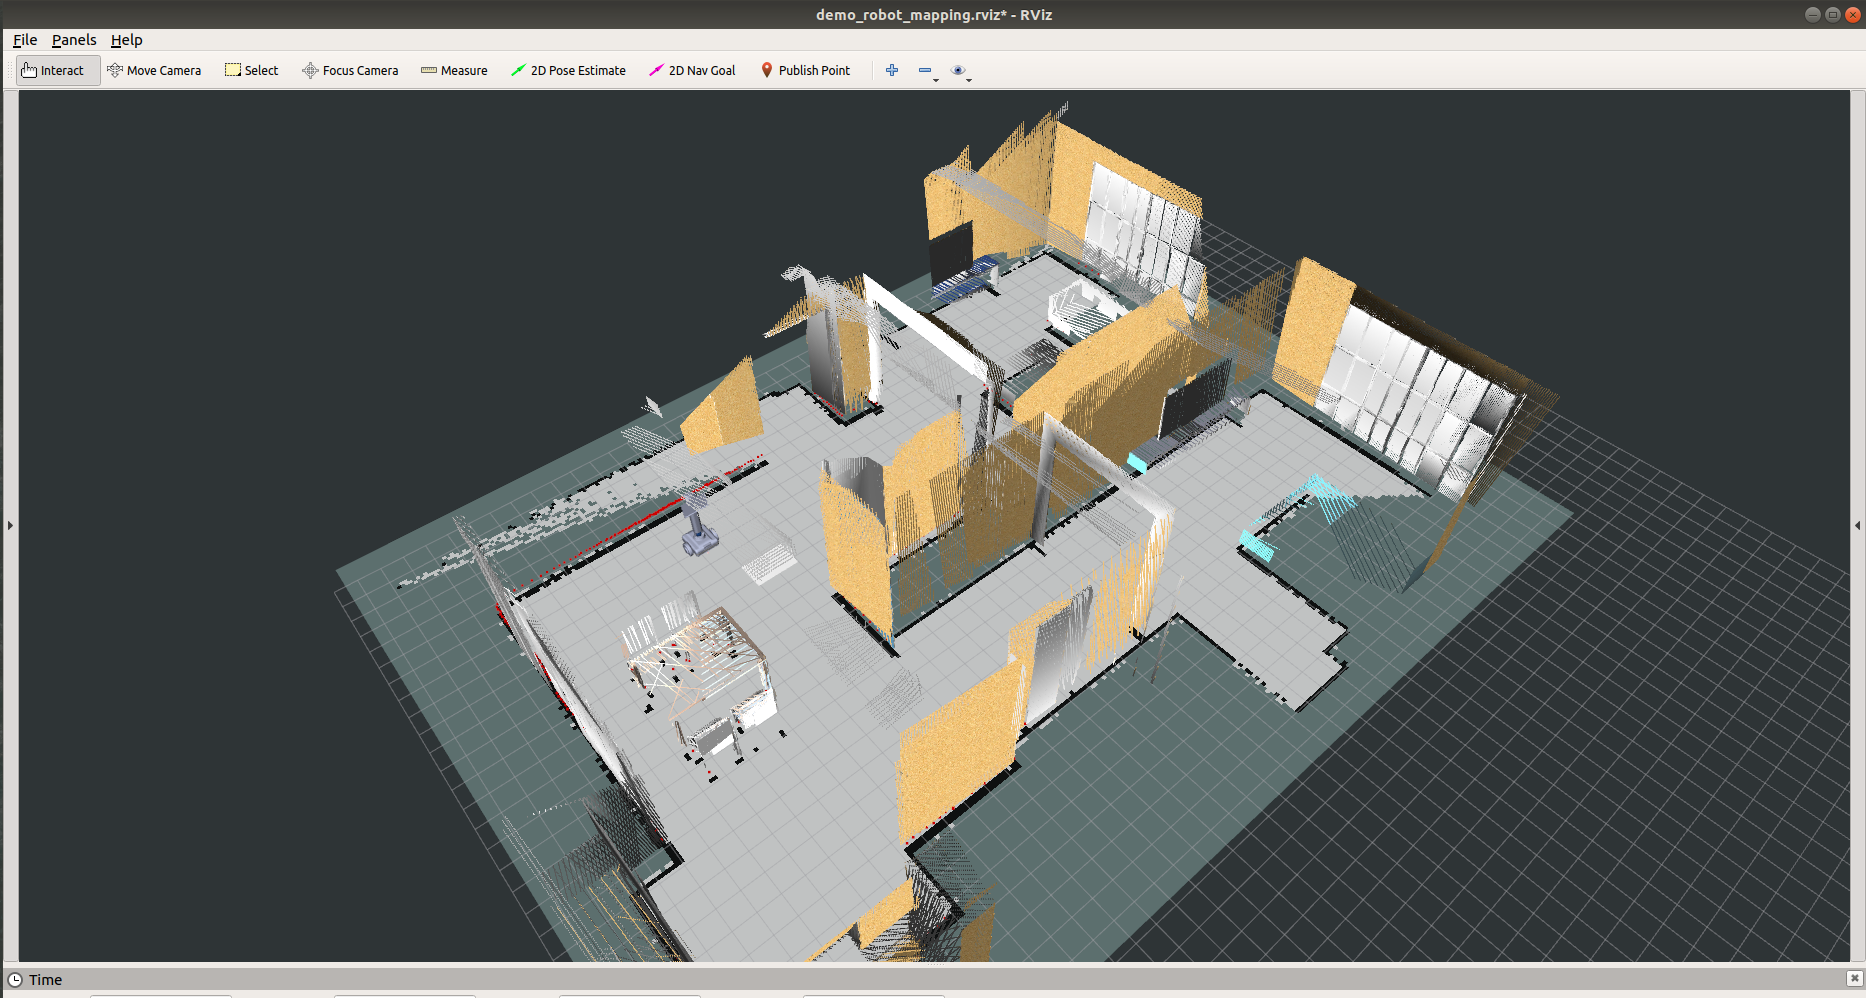 demo_robot_mapping.rviz* - RViz
File Panels Help
Interact Move Camera Select Focus Camera Measure 2D Pose Estimate 2D Nav Goal Publish Point
Time